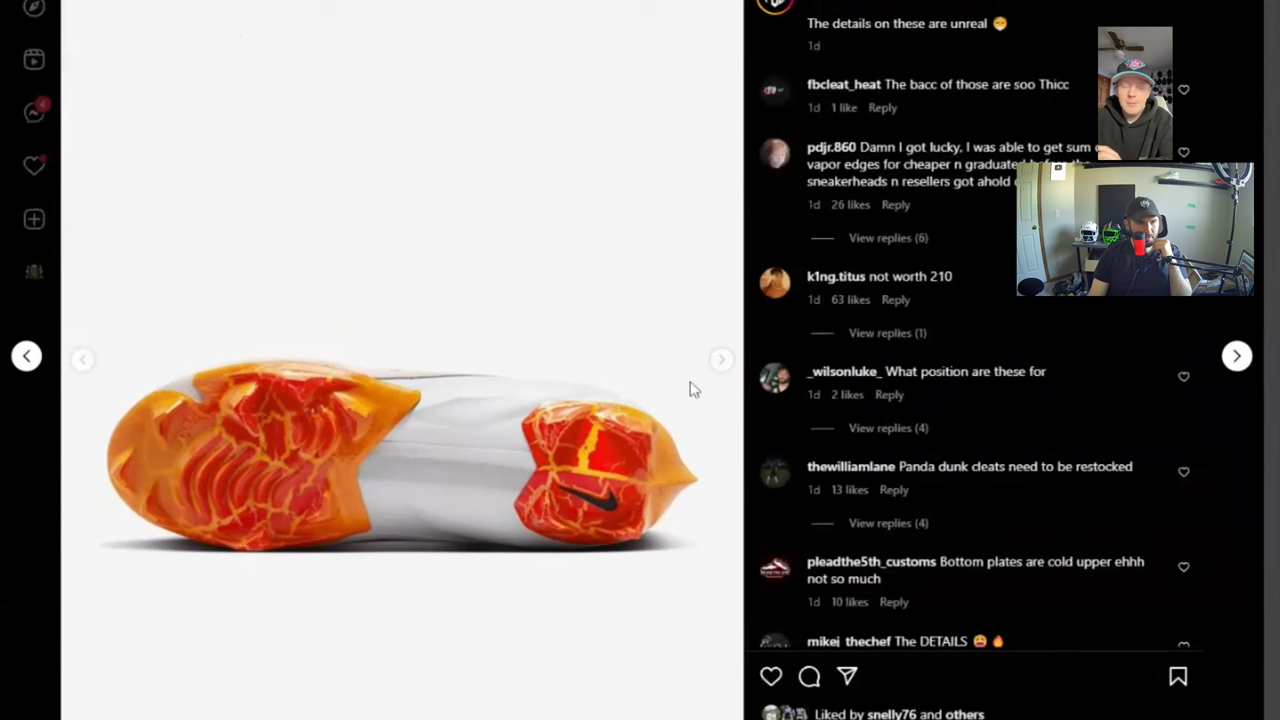 The details on these are unreal 😁
1d
fbcleat_heat The bacc of those are soo Thicc
1d 1 like Reply
pdjr.860 Damn I got lucky, I was able to get sum
vapor edges for cheaper n graduated before the
sneakerheads n resellers got ahold
1d 26 likes Reply
View replies (6)
k1ng.titus not worth 210
1d 63 likes Reply
View replies (1)
_wilsonluke_ What position are these for
1d 2 likes Reply
View replies (4)
thewilliamlane Panda dunk cleats need to be restocked
1d 13 likes Reply
View replies (4)
pleadthe5th_customs Bottom plates are cold upper ehhh
not so much
1d 10 likes Reply
mikej_thechef The DETAILS 😩🔥
Liked by snelly76 and others